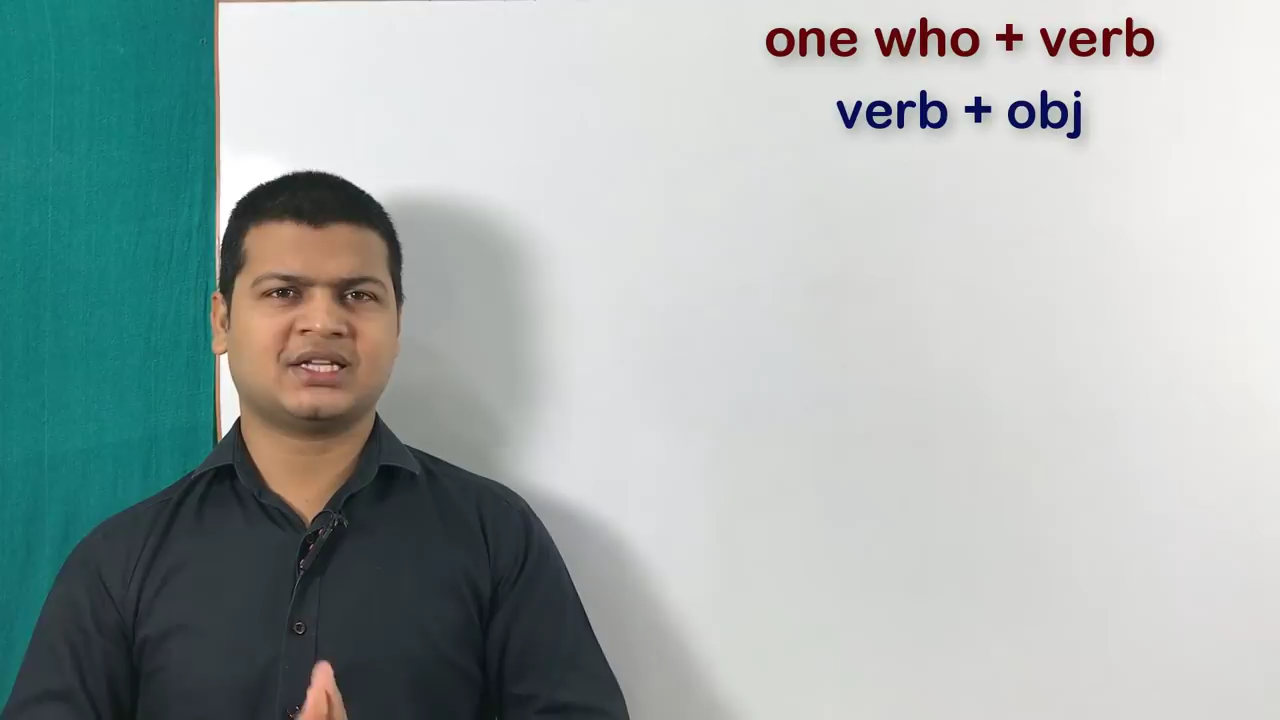 one who + verb
verb + obj